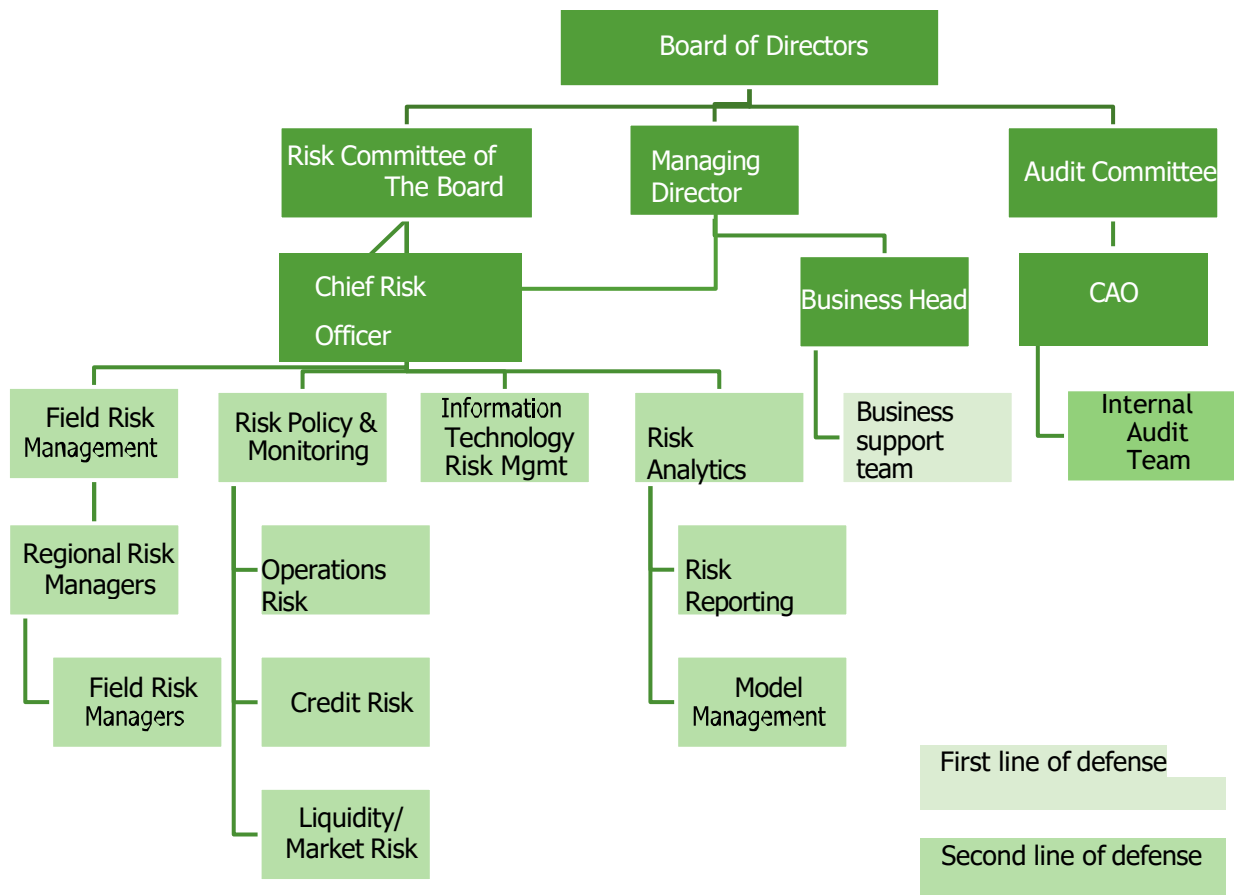 Board of Directors
Risk Committee of
The Board
Managing
Director
Audit Committee
Chief Risk
Officer
Business Head
CAO
Field Risk
Management
Risk Policy &
Monitoring
Information
Technology
Risk Mgmt
Risk
Analytics
Business
support
team
Internal
Audit
Team
Regional Risk
Managers
Operations
Risk
Risk
Reporting
Field Risk
Managers
Credit Risk
Model
Management
Liquidity/
Market Risk
First line of defense
Second line of defense